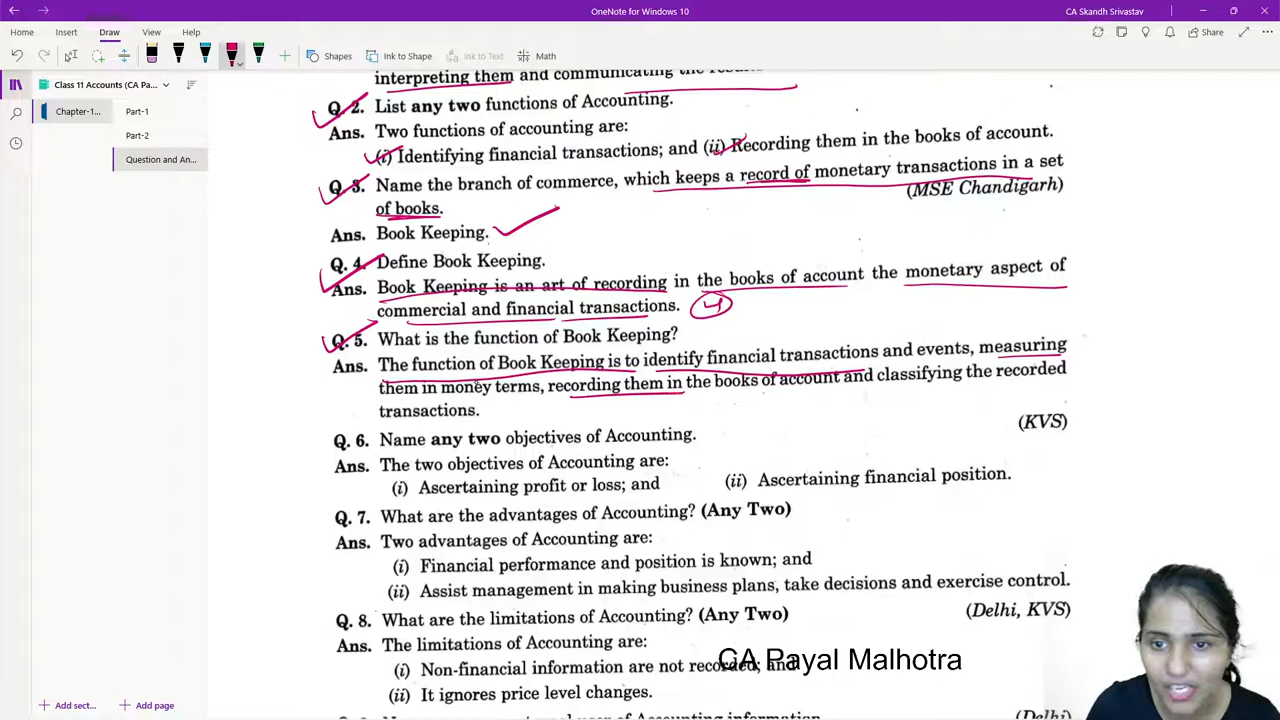 OneNote for Windows 10
CA Skandh Srivastav
Home Insert Draw View Help
Share
Shapes Ink to Shape Ink to Text Math
Class 11 Accounts (CA Pa...
Chapter-1...
Part-1
Part-2
Question and An...
interpreting them and communicating the
Q. 2. List any two functions of Accounting.
Ans. Two functions of accounting are:
(i) Identifying financial transactions; and (ii) Recording them in the books of account.
Q. 3. Name the branch of commerce, which keeps a record of monetary transactions in a set
of books. (MSE Chandigarh)
Ans. Book Keeping.
Q. 4. Define Book Keeping.
Ans. Book Keeping is an art of recording in the books of account the monetary aspect of
commercial and financial transactions. 4
Q. 5. What is the function of Book Keeping?
Ans. The function of Book Keeping is to identify financial transactions and events, measuring
them in money terms, recording them in the books of account and classifying the recorded
transactions.
Q. 6. Name any two objectives of Accounting. (KVS)
Ans. The two objectives of Accounting are:
(i) Ascertaining profit or loss; and (ii) Ascertaining financial position.
Q. 7. What are the advantages of Accounting? (Any Two)
Ans. Two advantages of Accounting are:
(i) Financial performance and position is known; and
(ii) Assist management in making business plans, take decisions and exercise control.
Q. 8. What are the limitations of Accounting? (Any Two) (Delhi, KVS)
Ans. The limitations of Accounting are:
(i) Non-financial information are not recorded; and
(ii) It ignores price level changes.
CA Payal Malhotra
of Accounting information
(Delhi)
Add sect... Add page